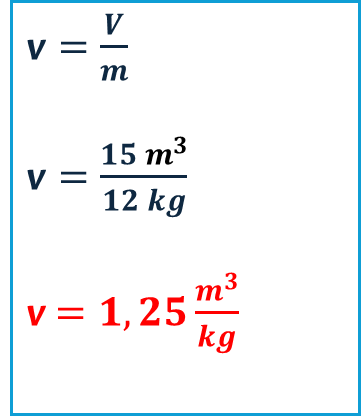 v = V/m
v = 15 m³/12 kg
v = 1,25 m³/kg